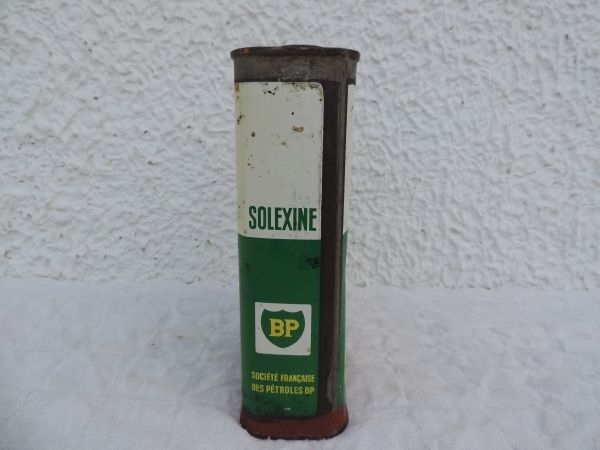 SOLEXINE
BP
SOCIÉTÉ FRANÇAISE
DES PÉTROLES BP